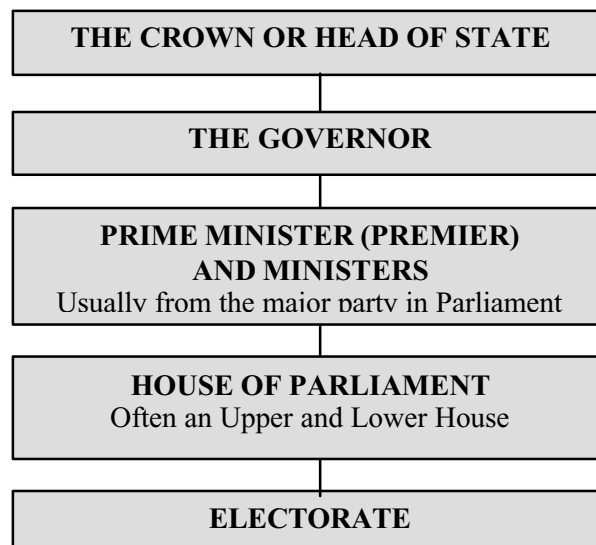 THE CROWN OR HEAD OF STATE
THE GOVERNOR
PRIME MINISTER (PREMIER)
AND MINISTERS
Usually from the major party in Parliament
HOUSE OF PARLIAMENT
Often an Upper and Lower House
ELECTORATE